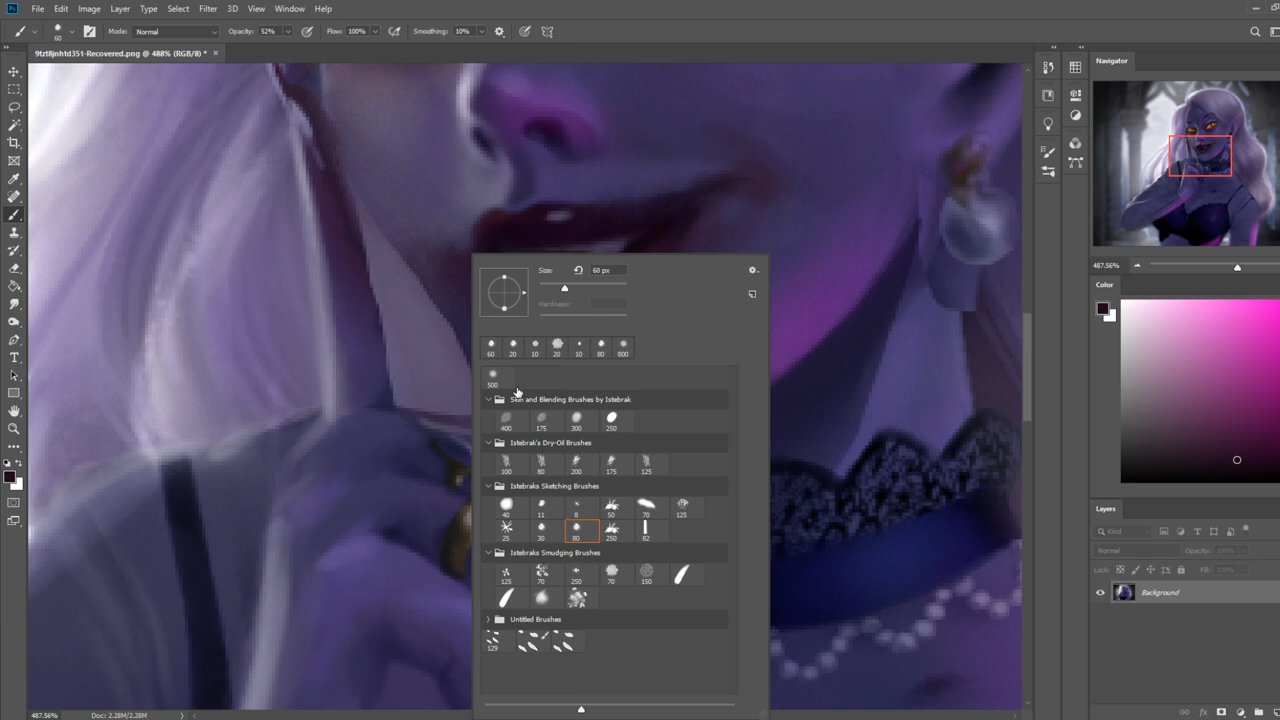 File Edit Image Layer Type Select Filter 3D View Window Help
60 Mode: Normal Opacity: 52% Flow: 100% Smoothing: 10%
9tzt8jnhtd351-Recovered.png @ 488% (RGB/8) * ×
Navigator
487.56%
Color
Size: 60 px
Hardness:
60 20 10 20 10 80 800
500
Skin and Blending Brushes by Istebrak
400 175 300 250
Istebrak's Dry-Oil Brushes
100 80 200 175 125
Istebraks Sketching Brushes
40 11 8 50 70 125
25 30 80 250 82
Istebraks Smudging Brushes
125 70 250 70 150
Untitled Brushes
129
Layers
Kind
Normal Opacity: 100%
Lock: Fill: 100%
Background
487.56% Doc: 2.28M/2.28M